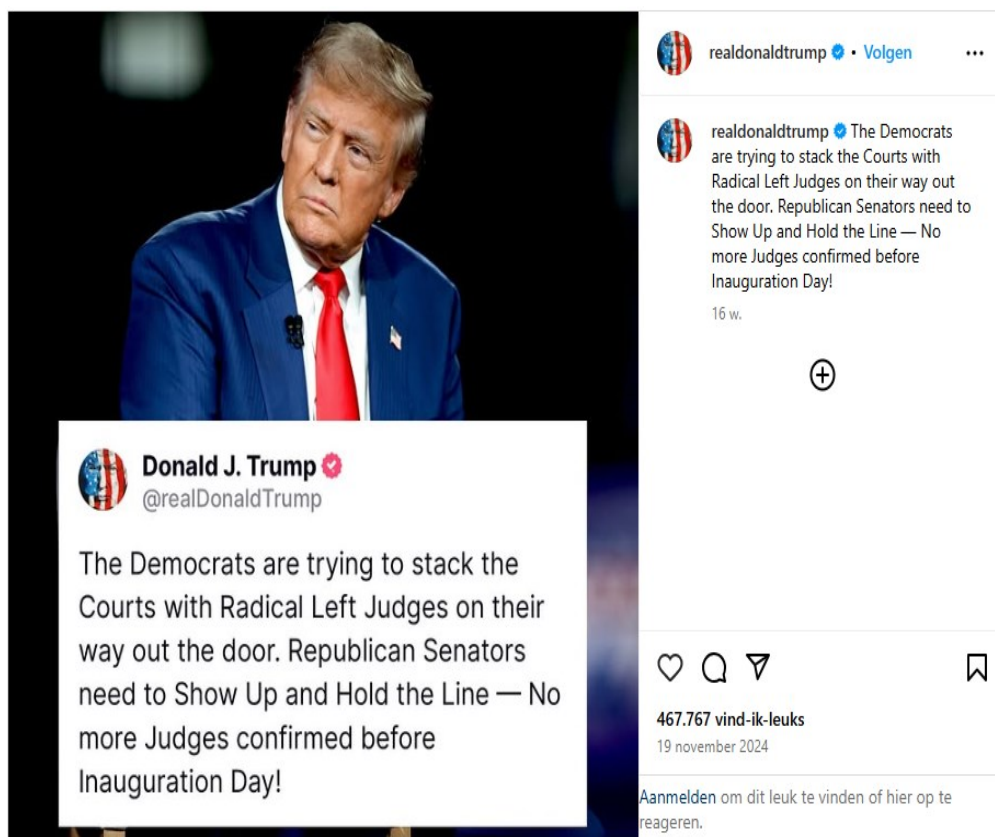 Donald J. Trump
@realDonaldTrump
The Democrats are trying to stack the
Courts with Radical Left Judges on their
way out the door. Republican Senators
need to Show Up and Hold the Line — No
more Judges confirmed before
Inauguration Day!
realdonaldtrump • Volgen
realdonaldtrump The Democrats
are trying to stack the Courts with
Radical Left Judges on their way out
the door. Republican Senators need to
Show Up and Hold the Line — No
more Judges confirmed before
Inauguration Day!
16 w.
467.767 vind-ik-leuks
19 november 2024
Aanmelden om dit leuk te vinden of hier op te
reageren.